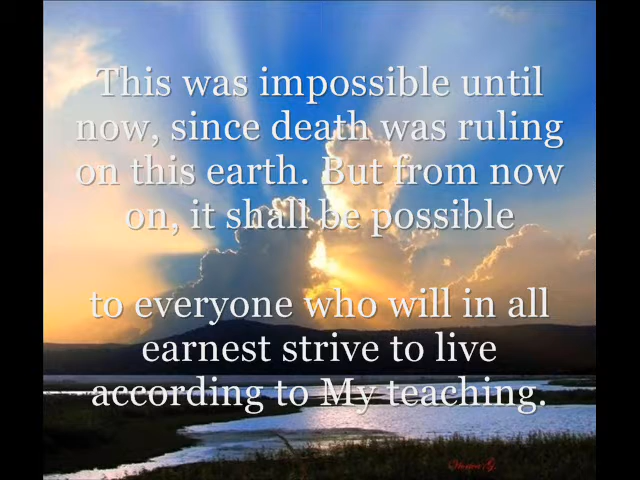 This was impossible until
now, since death was ruling
on this earth. But from now
on, it shall be possible
to everyone who will in all
earnest strive to live
according to My teaching.